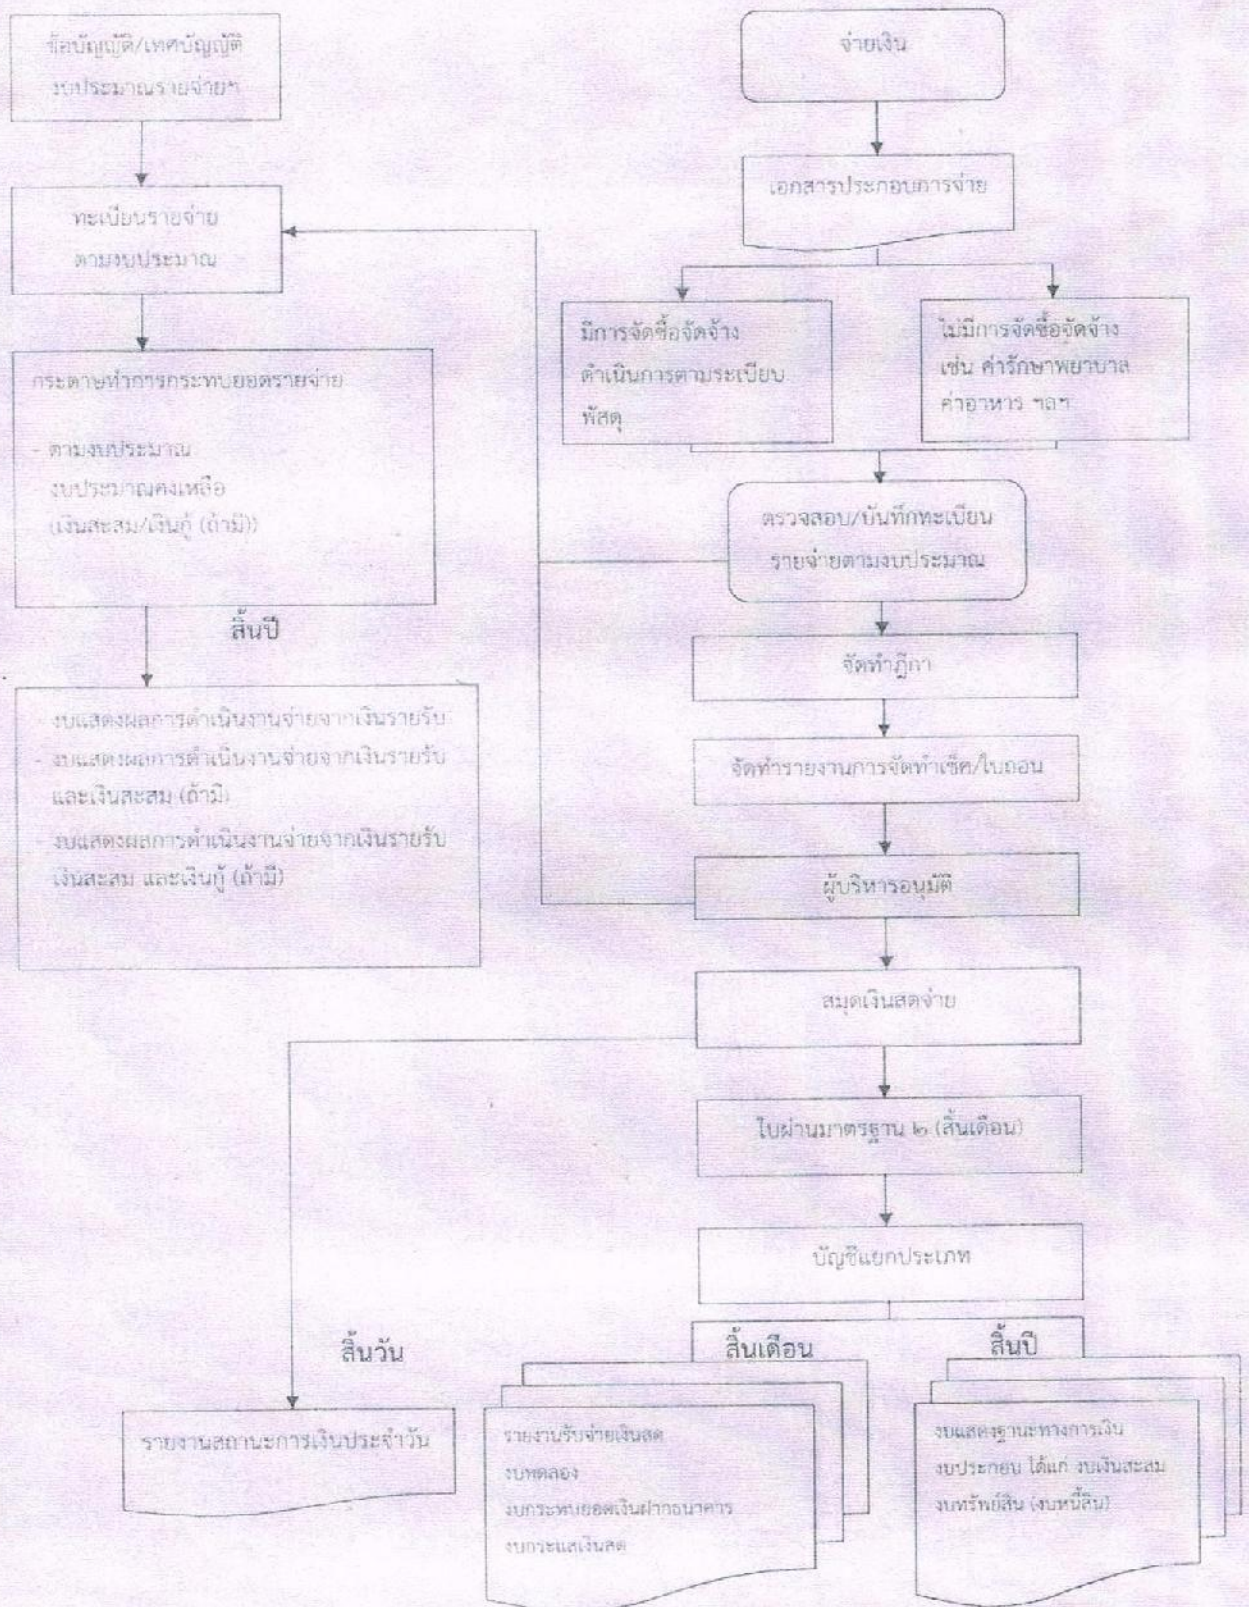 ข้อบัญญัติ/เทศบัญญัติ
งบประมาณรายจ่ายฯ
ทะเบียนรายจ่าย
ตามงบประมาณ
กระดาษทำการกระทบยอดรายจ่าย
- ตามงบประมาณ
- งบประมาณคงเหลือ
(เงินสะสม/เงินกู้ (ถ้ามี))
สิ้นปี
- งบแสดงผลการดำเนินงานจ่ายจากเงินรายรับ
- งบแสดงผลการดำเนินงานจ่ายจากเงินรายรับ
และเงินสะสม (ถ้ามี)
- งบแสดงผลการดำเนินงานจ่ายจากเงินรายรับ
เงินสะสม และเงินกู้ (ถ้ามี)
จ่ายเงิน
เอกสารประกอบการจ่าย
มีการจัดซื้อจัดจ้าง
ดำเนินการตามระเบียบ
พัสดุ
ไม่มีการจัดซื้อจัดจ้าง
เช่น ค่ารักษาพยาบาล
ค่าอาหาร ฯลฯ
ตรวจสอบ/บันทึกทะเบียน
รายจ่ายตามงบประมาณ
จัดทำฎีกา
จัดทำรายงานการจัดทำเช็ค/ใบถอน
ผู้บริหารอนุมัติ
สมุดเงินสดจ่าย
ใบผ่านมาตรฐาน ๒ (สิ้นเดือน)
บัญชีแยกประเภท
สิ้นวัน
รายงานสถานะการเงินประจำวัน
สิ้นเดือน
รายงานรับจ่ายเงินสด
งบทดลอง
งบกระทบยอดเงินฝากธนาคาร
งบกระแสเงินสด
สิ้นปี
งบแสดงฐานะทางการเงิน
งบประกอบ ได้แก่ งบเงินสะสม
งบทรัพย์สิน (งบหนี้สิน)